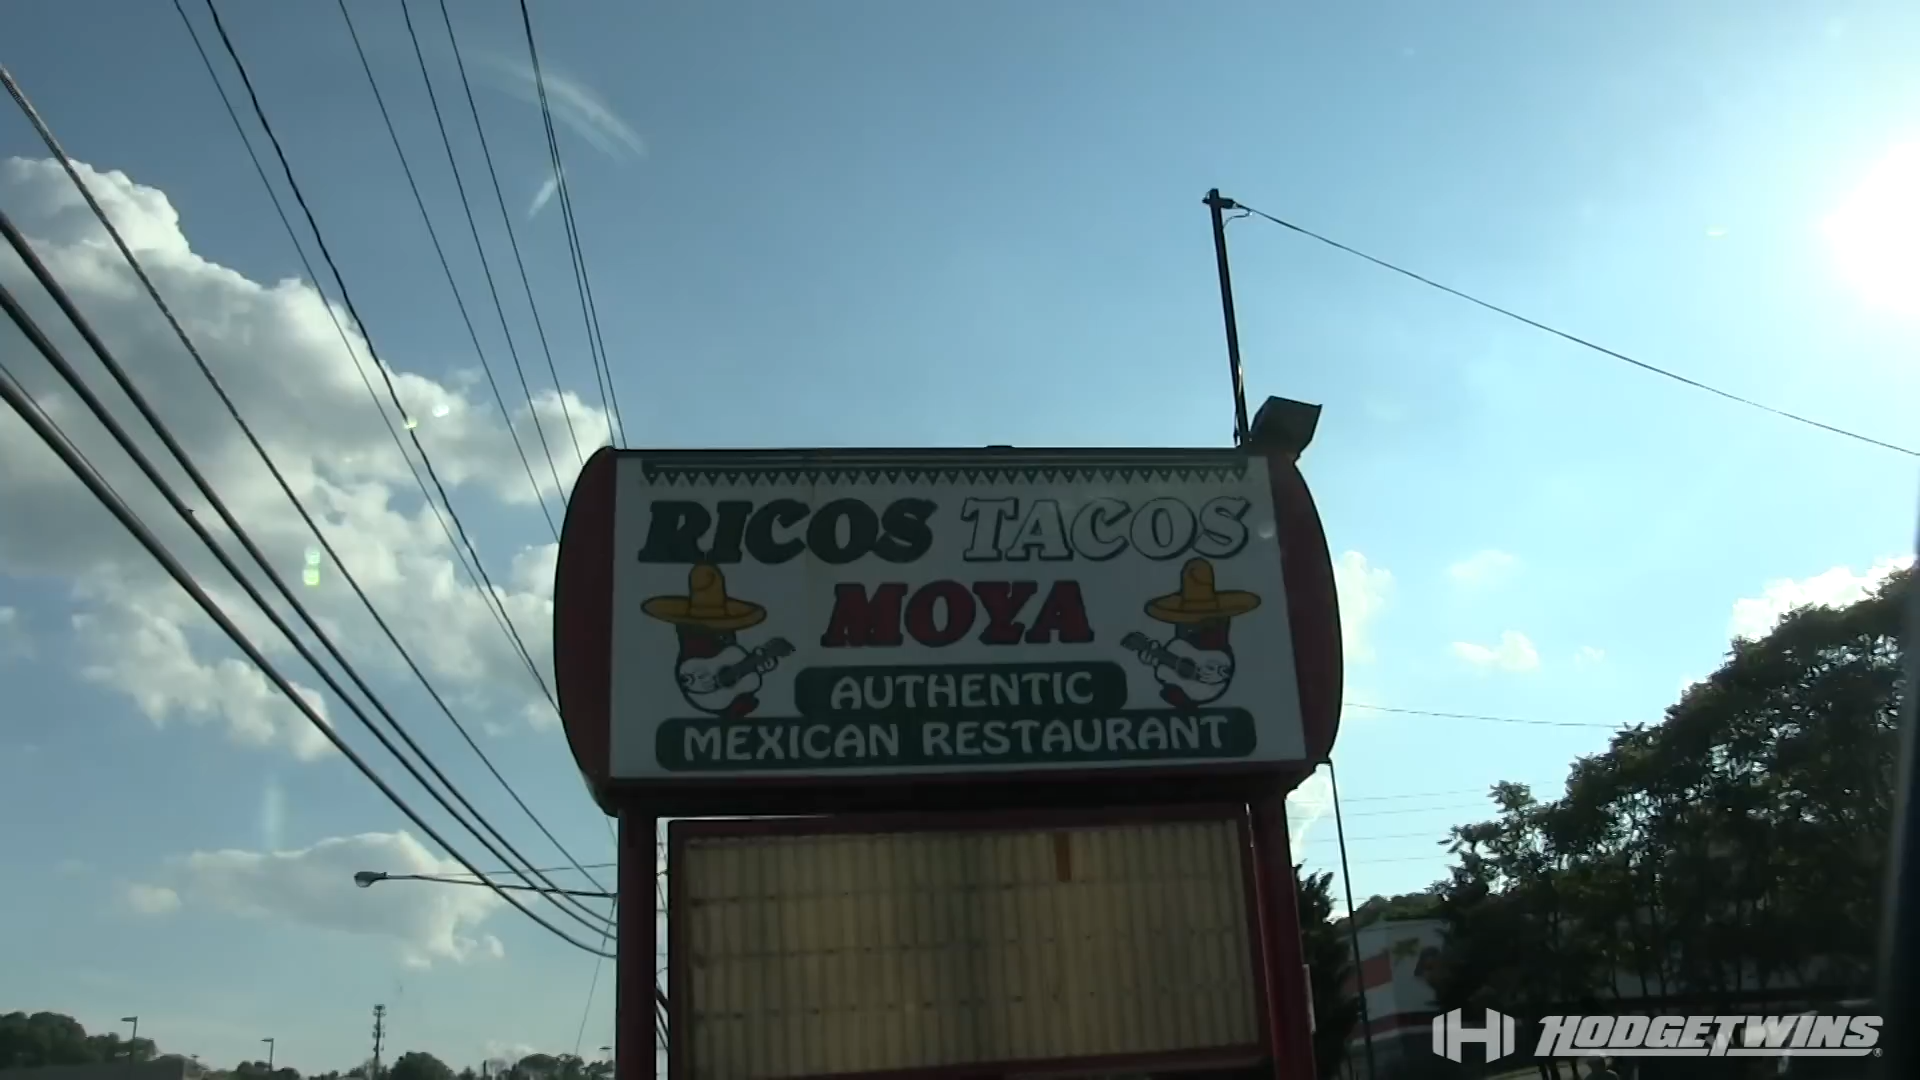 RICOS TACOS
MOYA
AUTHENTIC
MEXICAN RESTAURANT
HODGETWINS